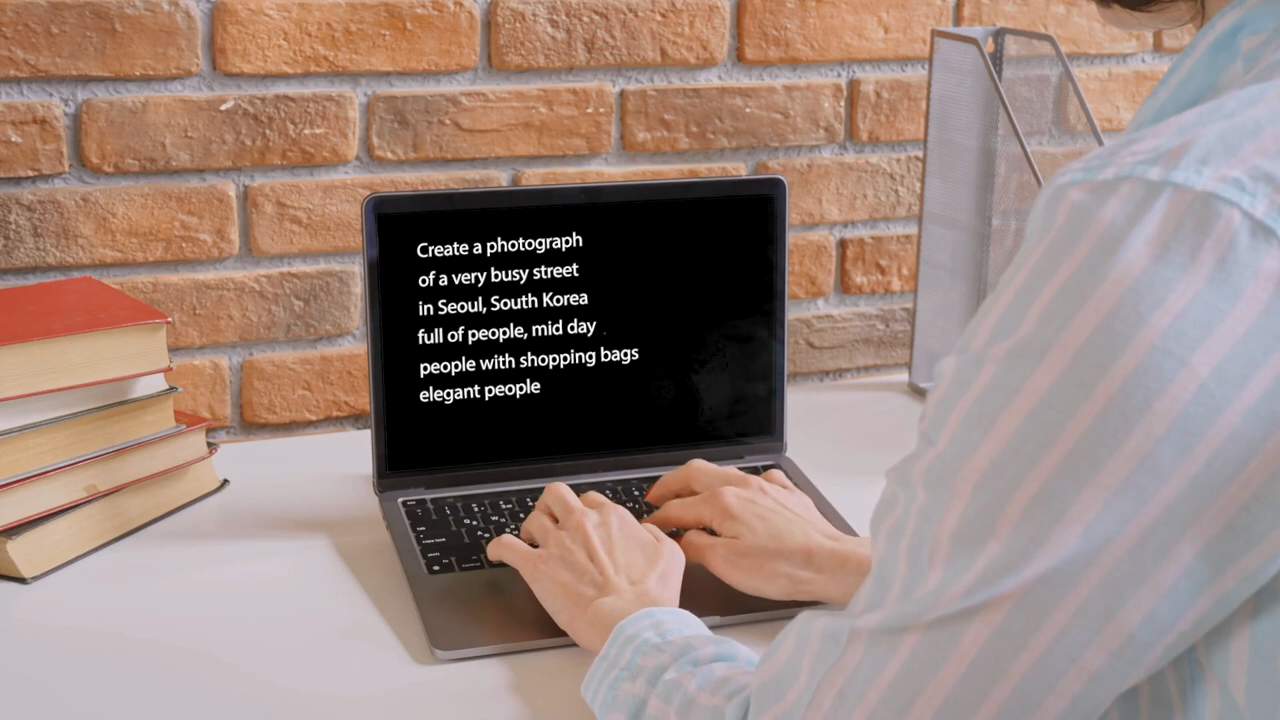 Create a photograph
of a very busy street
in Seoul, South Korea
full of people, mid day
people with shopping bags
elegant people